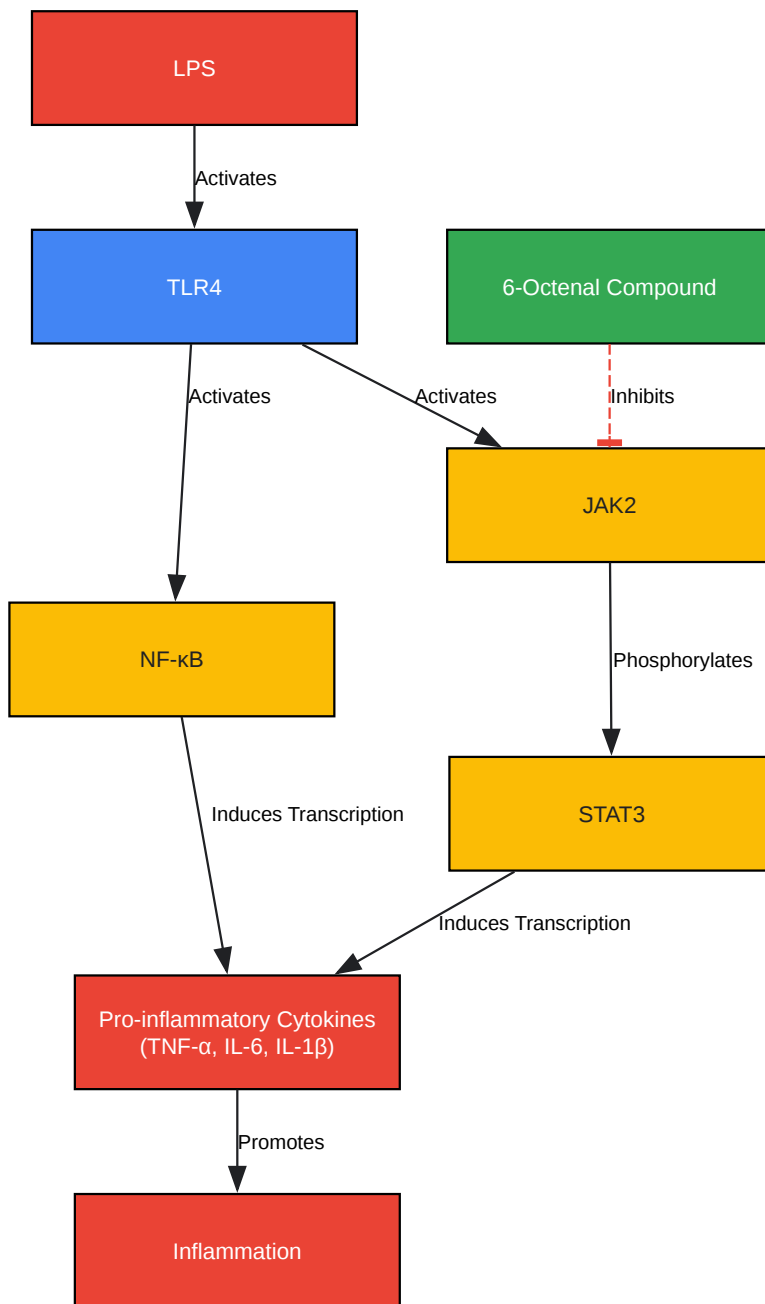 LPS
Activates
TLR4
6-Octenal Compound
Activates
Activates
Inhibits
JAK2
NF-κB
Phosphorylates
Induces Transcription
STAT3
Induces Transcription
Pro-inflammatory Cytokines
(TNF-α, IL-6, IL-1β)
Promotes
Inflammation